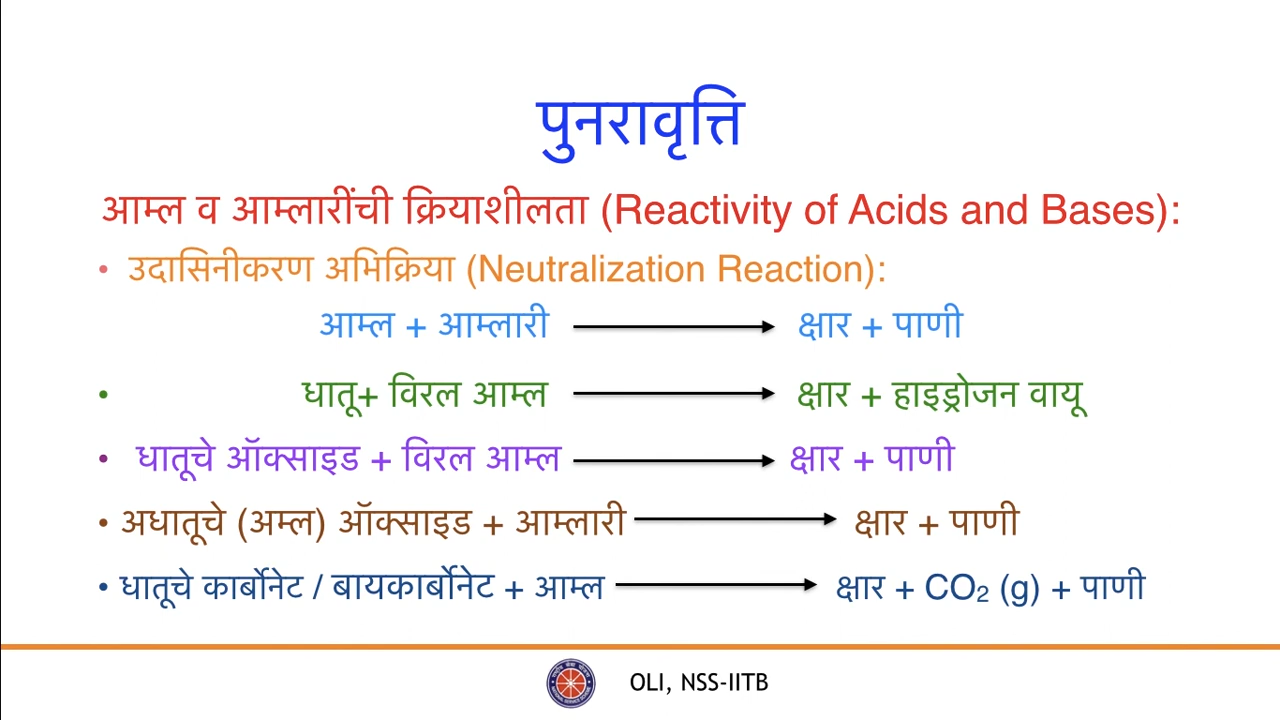 पुनरावृत्ति
आम्ल व आम्लारींची क्रियाशीलता (Reactivity of Acids and Bases):
• उदासिनीकरण अभिक्रिया (Neutralization Reaction):
आम्ल + आम्लारी ⟶ क्षार + पाणी
• धातू+ विरल आम्ल ⟶ क्षार + हाइड्रोजन वायू
• धातूचे ऑक्साइड + विरल आम्ल ⟶ क्षार + पाणी
• अधातूचे (अम्ल) ऑक्साइड + आम्लारी ⟶ क्षार + पाणी
• धातूचे कार्बोनेट / बायकार्बोनेट + आम्ल ⟶ क्षार + CO₂ (g) + पाणी
OLI, NSS-IITB